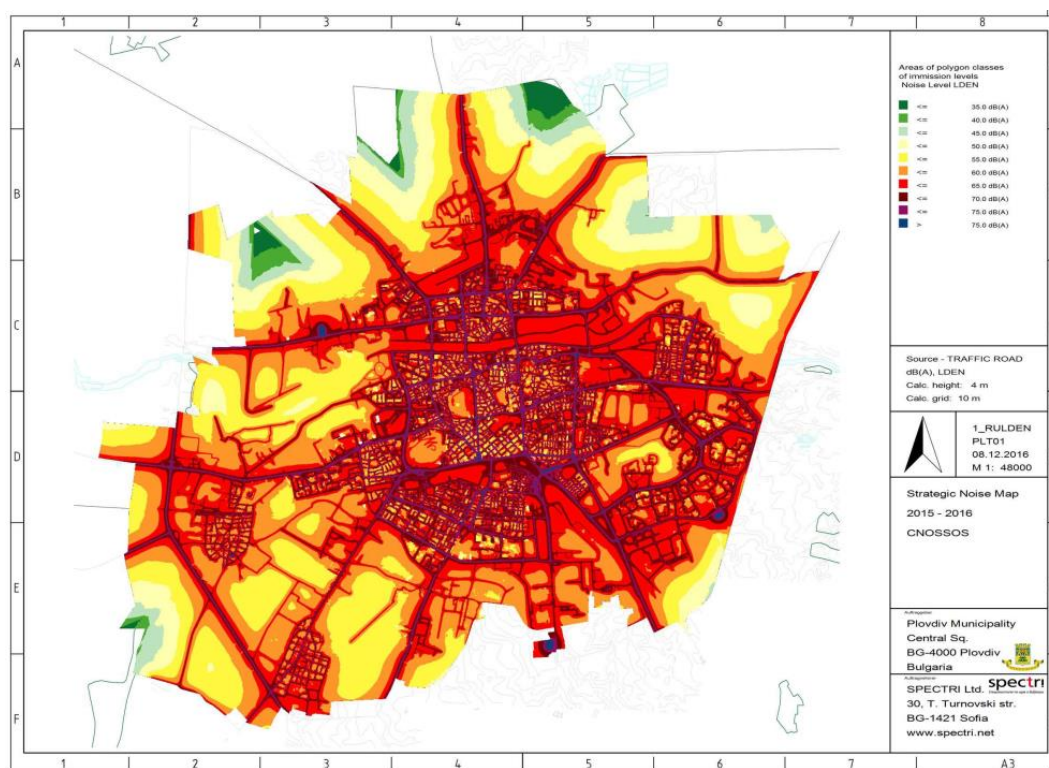 1 2 3 4 5 6 7 8
A
B
C
D
E
F
Areas of polygon classes
of immission levels
Noise Level LDEN
<= 35.0 dB(A)
<= 40.0 dB(A)
<= 45.0 dB(A)
<= 50.0 dB(A)
<= 55.0 dB(A)
<= 60.0 dB(A)
<= 65.0 dB(A)
<= 70.0 dB(A)
<= 75.0 dB(A)
> 75.0 dB(A)
Source - TRAFFIC ROAD
dB(A), LDEN
Calc. height: 4 m
Calc. grid: 10 m
1_RULDEN
PLT01
08.12.2016
M 1: 48000
Strategic Noise Map
2015 - 2016
CNOSSOS
Plovdiv Municipality
Central Sq.
BG-4000 Plovdiv
Bulgaria
spectri
SPECTRI Ltd.
30, T. Turnovski str.
BG-1421 Sofia
www.spectri.net
1 2 3 4 5 6 7 A3